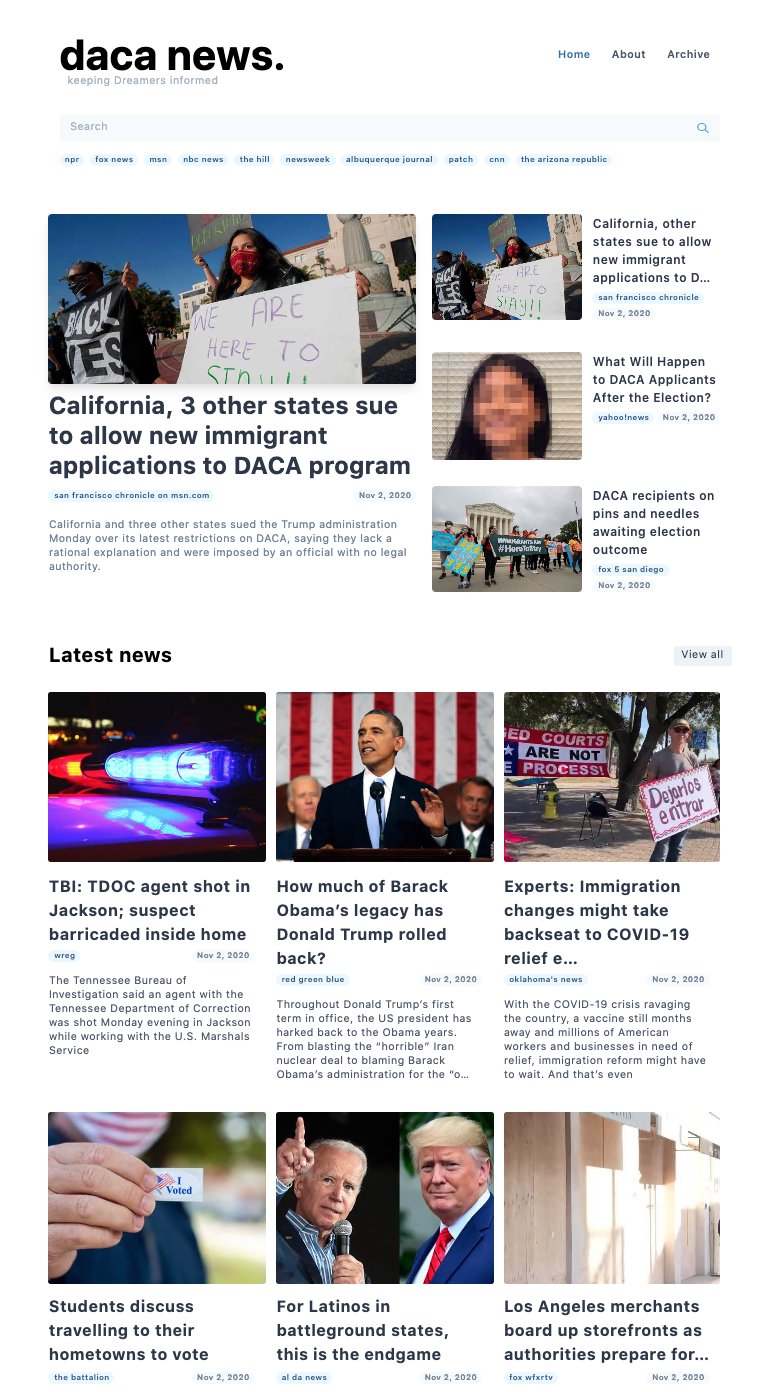 daca news.
keeping Dreamers informed
Home About Archive
Search
npr fox news msn nbc news the hill newsweek albuquerque journal patch cnn the arizona republic
WE ARE
HERE TO
STAY!!
California, 3 other states sue
to allow new immigrant
applications to DACA program
san francisco chronicle on msn.com Nov 2, 2020
California and three other states sued the Trump administration
Monday over its latest restrictions on DACA, saying they lack a
rational explanation and were imposed by an official with no legal
authority.
WE ARE
HERE TO
STAY!!
California, other
states sue to allow
new immigrant
applications to D...
san francisco chronicle
Nov 2, 2020
What Will Happen
to DACA Applicants
After the Election?
yahoo!news Nov 2, 2020
#HereToStay
DACA recipients on
pins and needles
awaiting election
outcome
fox 5 san diego
Nov 2, 2020
Latest news
View all
TBI: TDOC agent shot in
Jackson; suspect
barricaded inside home
wreg Nov 2, 2020
The Tennessee Bureau of
Investigation said an agent with the
Tennessee Department of Correction
was shot Monday evening in Jackson
while working with the U.S. Marshals
Service
How much of Barack
Obama’s legacy has
Donald Trump rolled
back?
red green blue Nov 2, 2020
Throughout Donald Trump’s first
term in office, the US president has
harked back to the Obama years.
From blasting the “horrible” Iran
nuclear deal to blaming Barack
Obama’s administration for the “o…
GED COURTS
ARE NOT
E PROCESS!
Dejarlos
entrar
Experts: Immigration
changes might take
backseat to COVID-19
relief e...
oklahoma's news Nov 2, 2020
With the COVID-19 crisis ravaging
the country, a vaccine still months
away and millions of American
workers and businesses in need of
relief, immigration reform might have
to wait. And that’s even
I
Voted
Students discuss
travelling to their
hometowns to vote
the battalion Nov 2, 2020
For Latinos in
battleground states,
this is the endgame
al da news Nov 2, 2020
Los Angeles merchants
board up storefronts as
authorities prepare for...
fox wfxrtv Nov 2, 2020